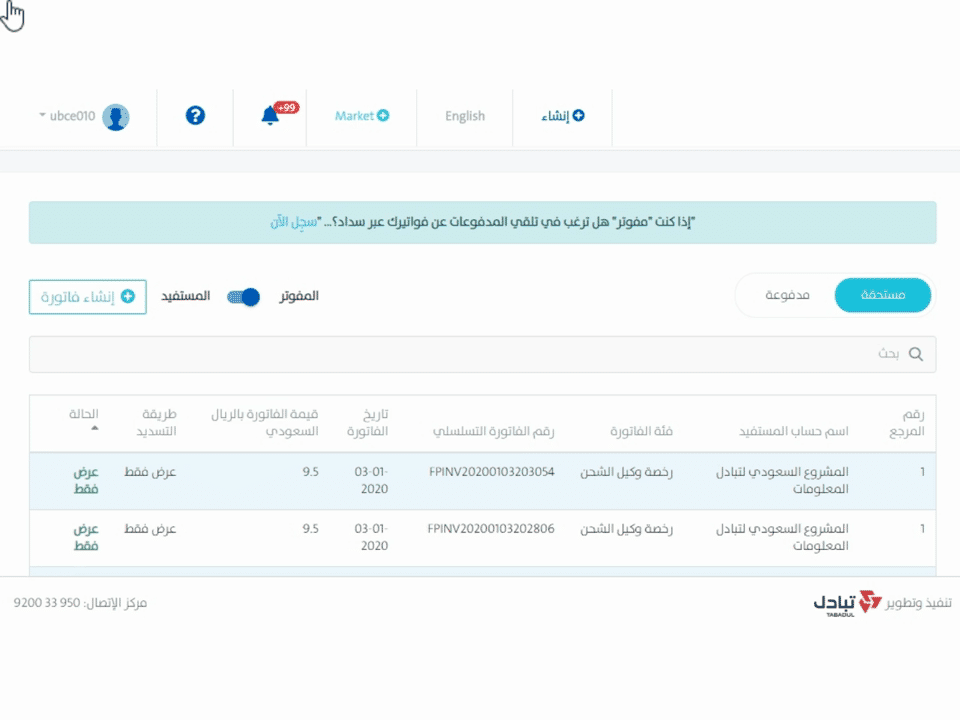 إنشاء
English
Market
+99
?
ubce010
"إذا كنت "مفوتر" هل ترغب في تلقي المدفوعات عن فواتيرك عبر سداد؟... "سجل الآن
مستحقة
مدفوعة
المفوتر
المستفيد
إنشاء فاتورة
بحث
رقم المرجع
اسم حساب المستفيد
فئة الفاتورة
رقم الفاتورة التسلسلي
تاريخ الفاتورة
قيمة الفاتورة بالريال السعودي
طريقة التسديد
الحالة
1
المشروع السعودي لتبادل المعلومات
رخصة وكيل الشحن
FPINV20200103203054
03-01-2020
9.5
عرض فقط
عرض فقط
1
المشروع السعودي لتبادل المعلومات
رخصة وكيل الشحن
FPINV20200103202806
03-01-2020
9.5
عرض فقط
عرض فقط
تنفيذ وتطوير
تبادل
TABADUL
مركز الإتصال: 950 33 9200